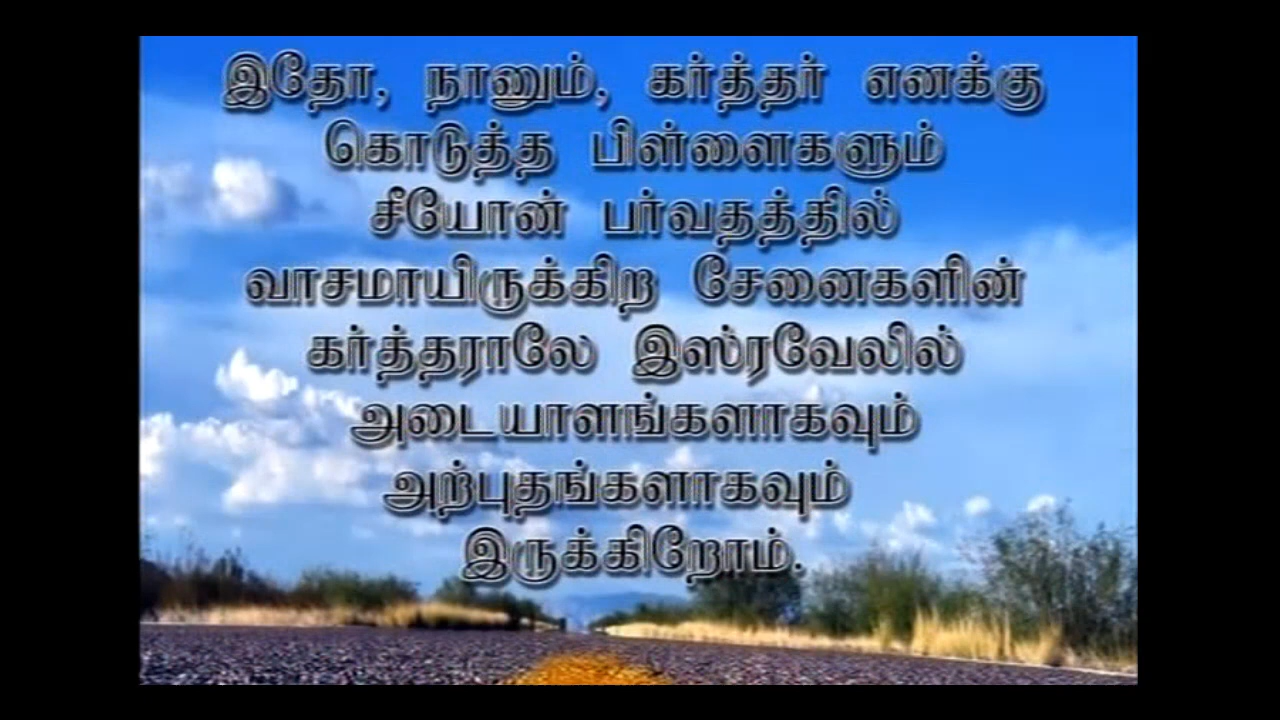 இதோ, நானும், கர்த்தர் எனக்கு
கொடுத்த பிள்ளைகளும்
சீயோன் பர்வதத்தில்
வாசமாயிருக்கிற சேனைகளின்
கர்த்தராலே இஸ்ரவேலில்
அடையாளங்களாகவும்
அற்புதங்களாகவும்
இருக்கிறோம்.